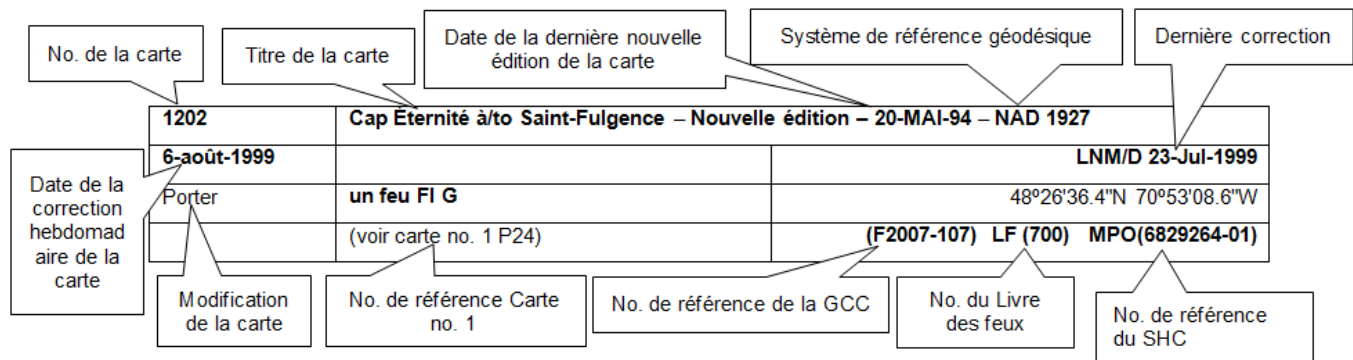 No. de la carte
Titre de la carte
Date de la dernière nouvelle
édition de la carte
Système de référence géodésique
Dernière correction
1202 Cap Éternité à/to Saint-Fulgence – Nouvelle édition – 20-MAI-94 – NAD 1927
6-août-1999 LNM/D 23-Jul-1999
Porter un feu Fl G 48º26'36.4"N 70º53'08.6"W
(voir carte no. 1 P24) (F2007-107) LF (700) MPO(6829264-01)
Date de la
correction
hebdomad
aire de la
carte
Modification
de la carte
No. de référence Carte
no. 1
No. de référence de la GCC
No. du Livre
des feux
No. de référence
du SHC